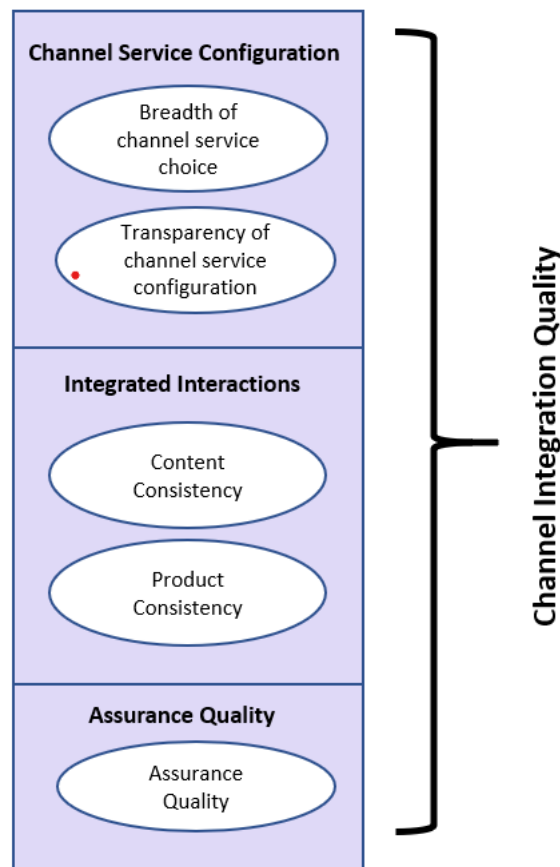 Channel Service Configuration
Breadth of
channel service
choice
Transparency of
channel service
configuration
Integrated Interactions
Content
Consistency
Product
Consistency
Assurance Quality
Assurance
Quality
Channel Integration Quality